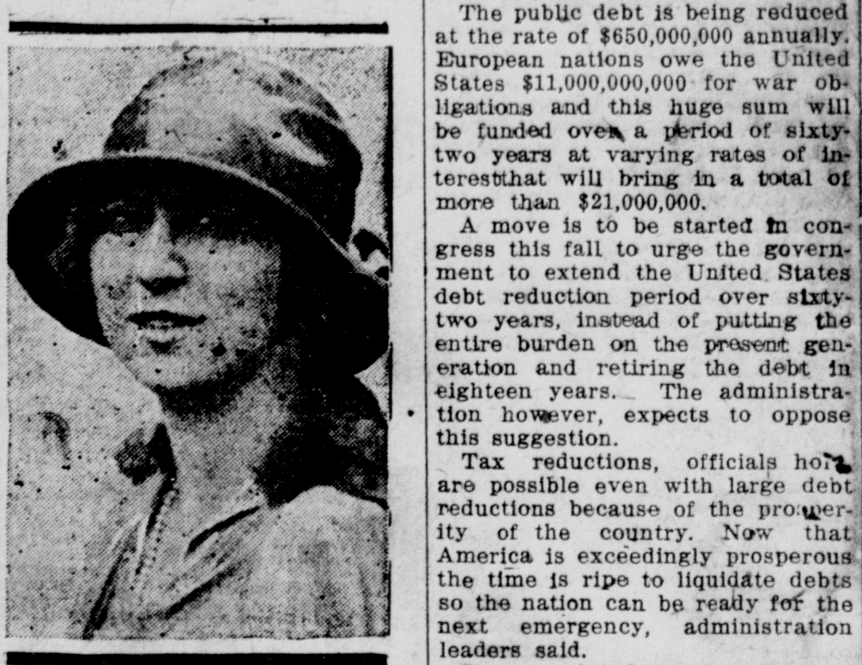 The public debt is being reduced
at the rate of $650,000,000 annually.
European nations owe the United
States $11,000,000,000 for war ob-
ligations and this huge sum will
be funded over a period of sixty-
two years at varying rates of in-
terest that will bring in a total of
more than $21,000,000.
A move is to be started in con-
gress this fall to urge the govern-
ment to extend the United States
debt reduction period over sixty-
two years, instead of putting the
entire burden on the present gen-
eration and retiring the debt in
eighteen years. The administra-
tion however, expects to oppose
this suggestion.
Tax reductions, officials hold
are possible even with large debt
reductions because of the prosper-
ity of the country. Now that
America is exceedingly prosperous
the time is ripe to liquidate debts
so the nation can be ready for the
next emergency, administration
leaders said.